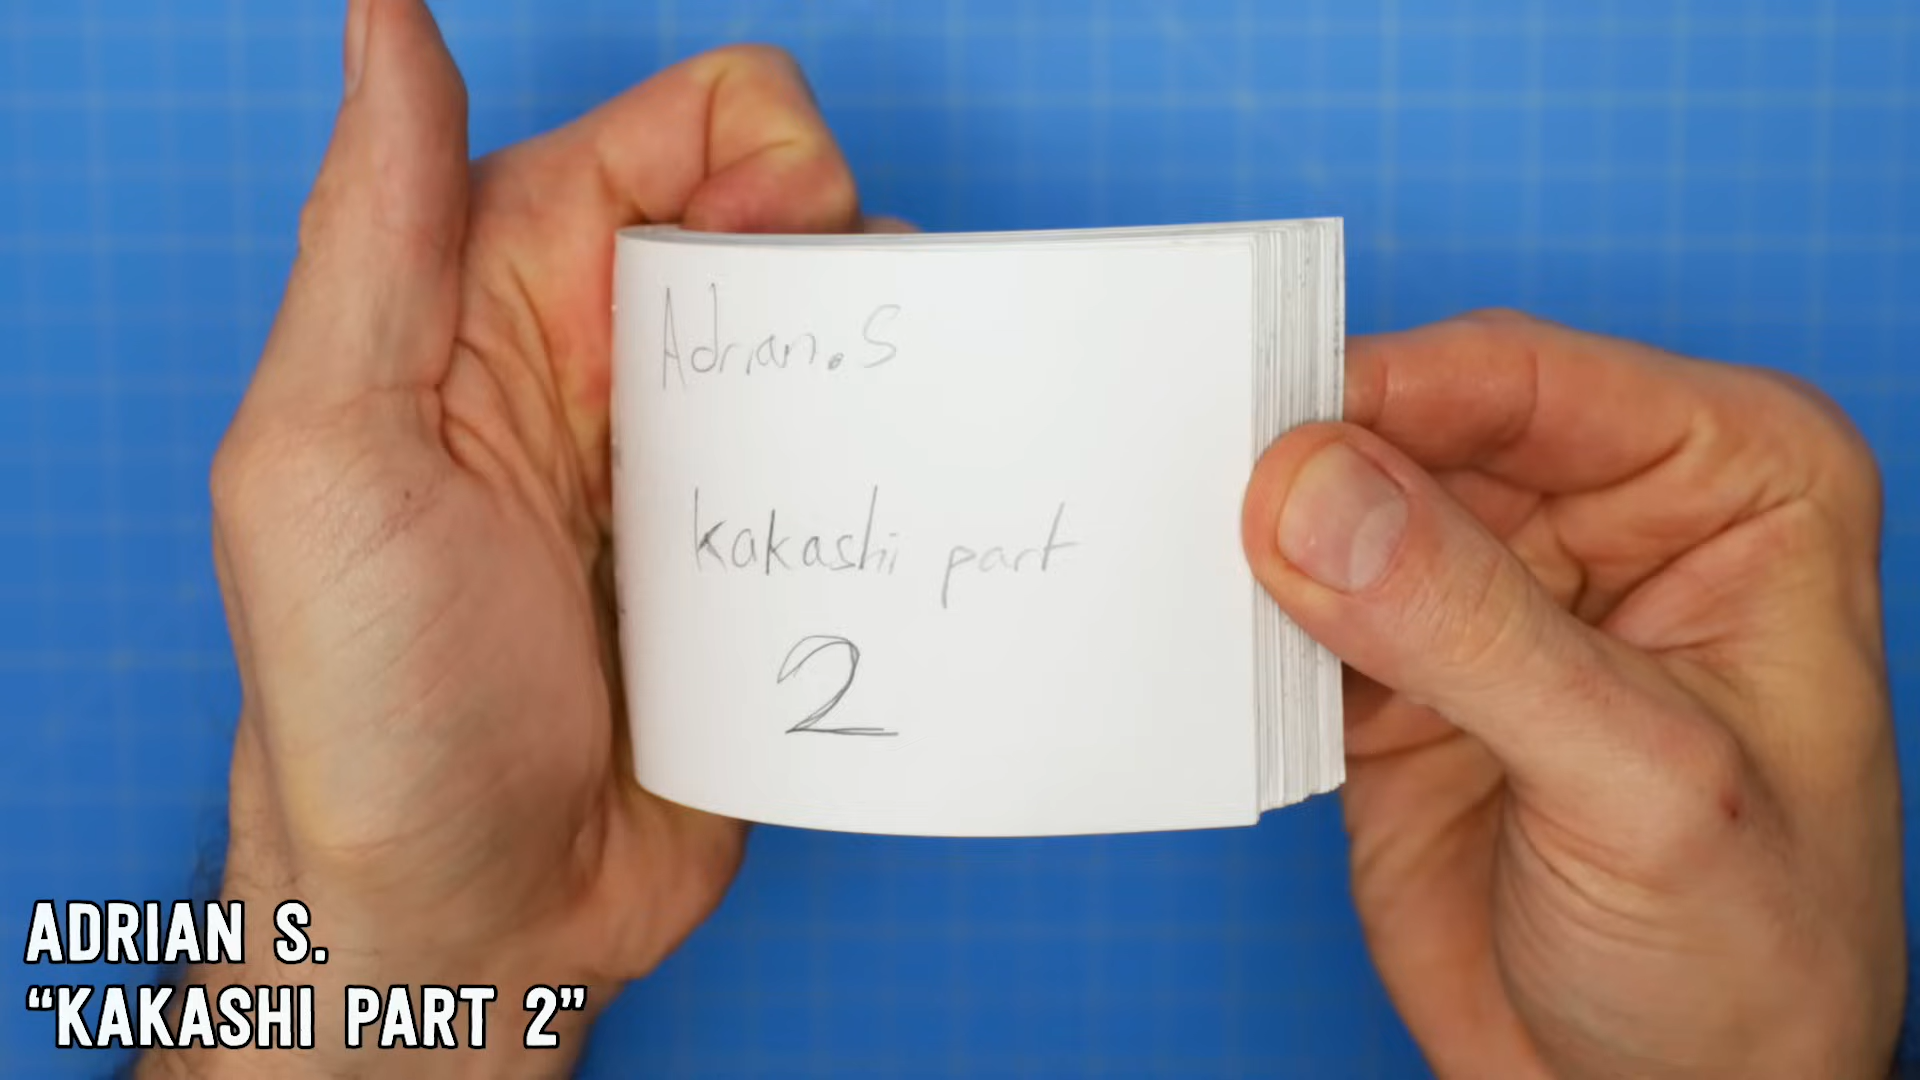 Adrian.S
kakashi part
2
ADRIAN S.
“KAKASHI PART 2”